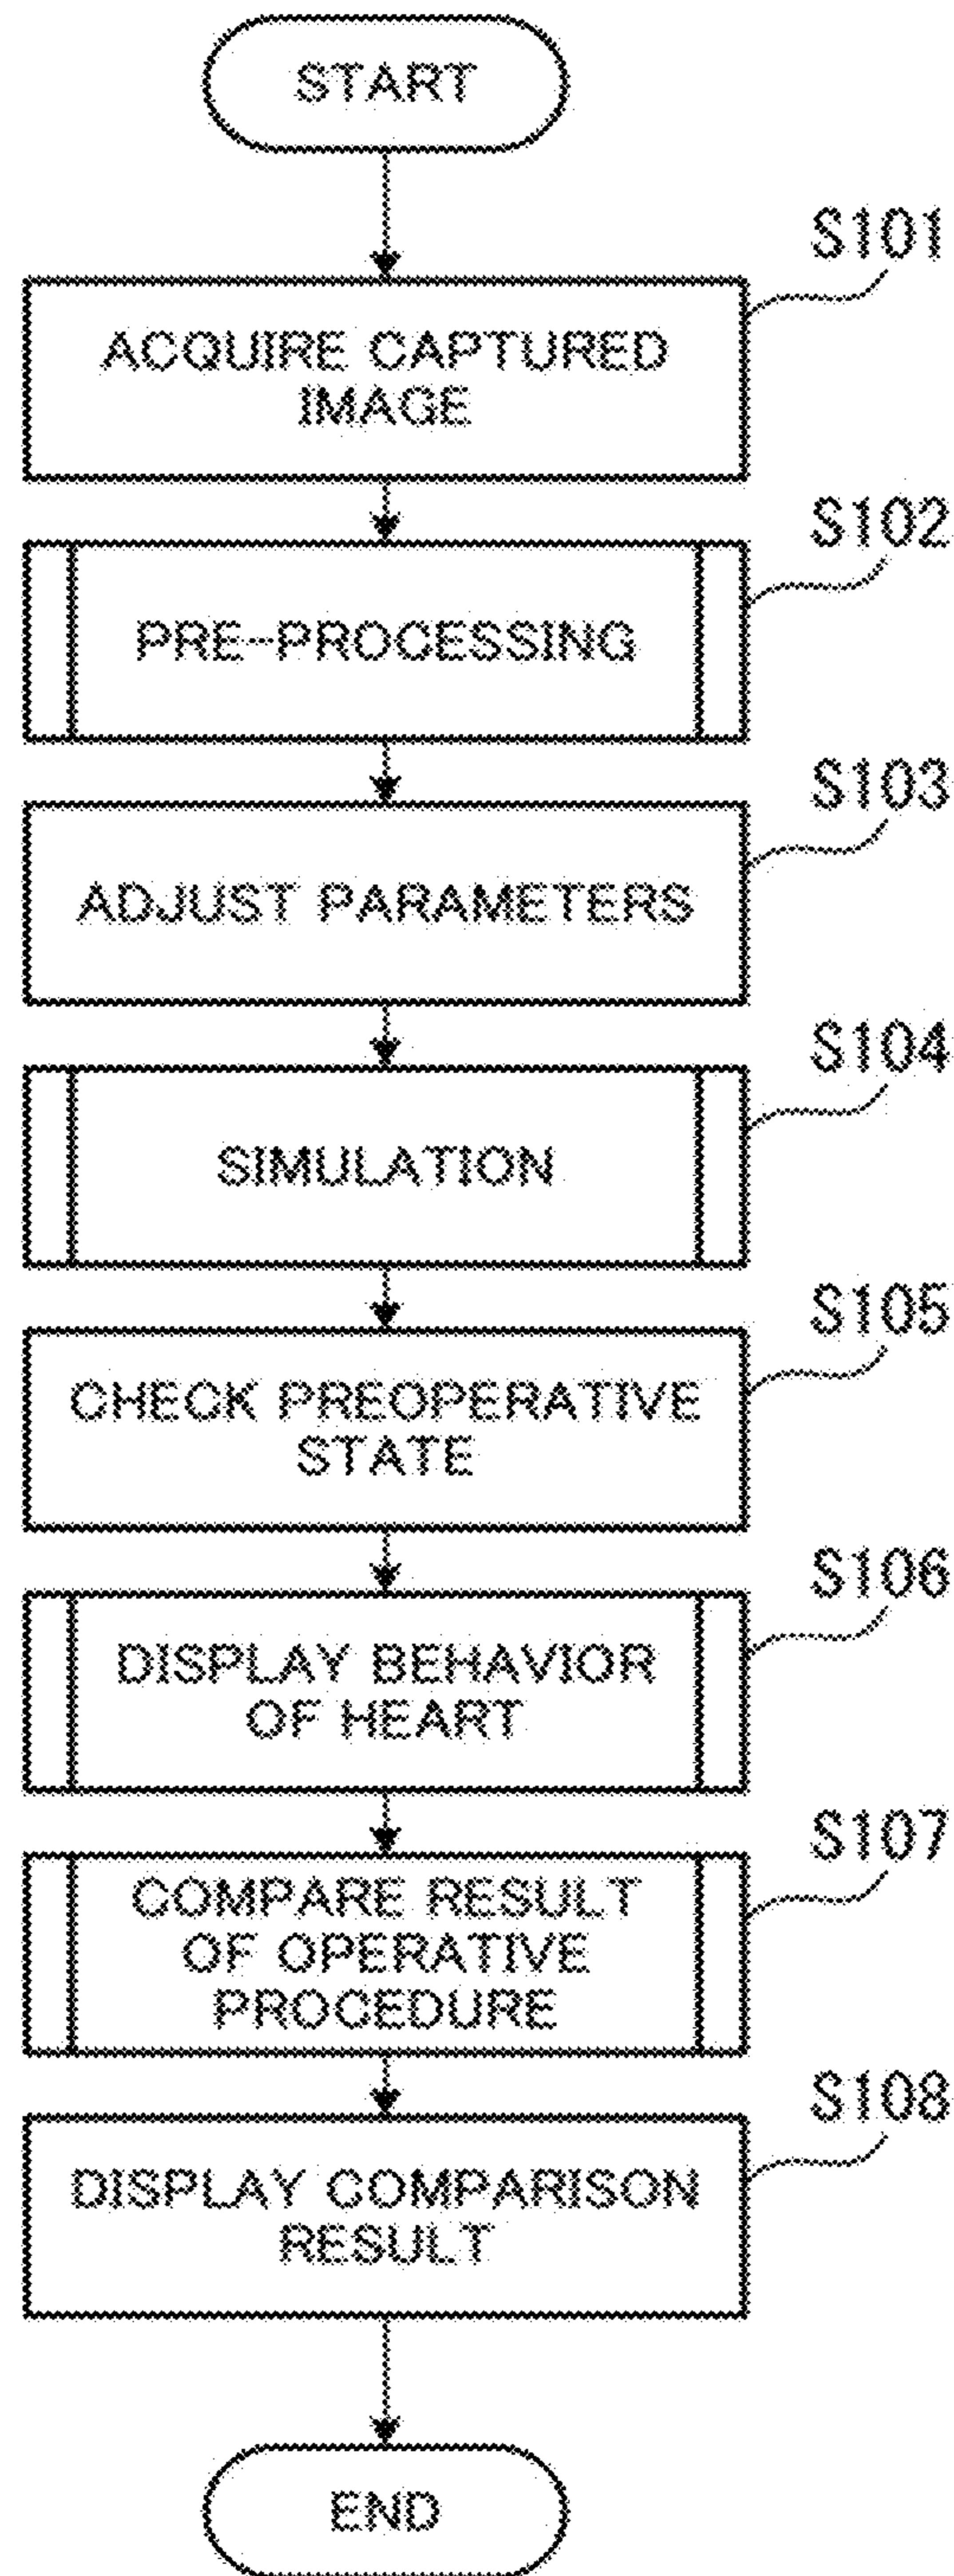 START
S101
ACQUIRE CAPTURED
IMAGE
S102
PRE-PROCESSING
S103
ADJUST PARAMETERS
S104
SIMULATION
S105
CHECK PREOPERATIVE
STATE
S106
DISPLAY BEHAVIOR
OF HEART
S107
COMPARE RESULT
OF OPERATIVE
PROCEDURE
S108
DISPLAY COMPARISON
RESULT
END